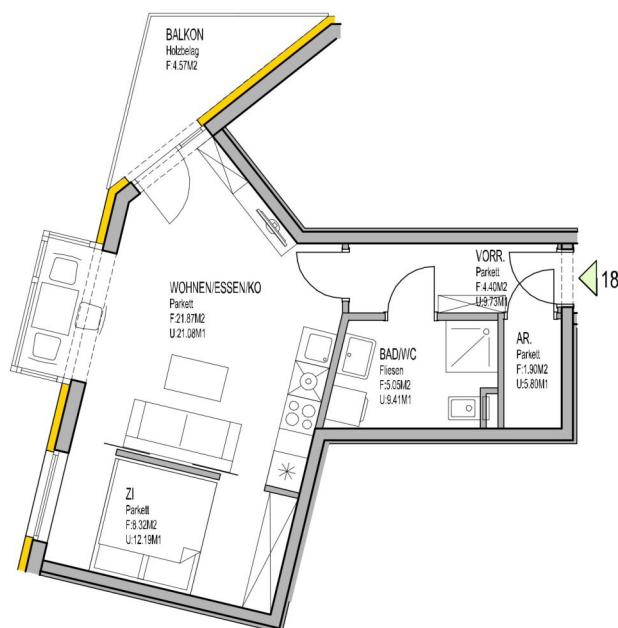 BALKON
Holzbelag
F:4.57M2
WOHNEN/ESSEN/KO
Parkett
F:21.87M2
U:21.08M1
VORR.
Parkett
F:4.40M2
U:9.73M1
18
BAD/WC
Fliesen
F:5.05M2
U:9.41M1
AR.
Parkett
F:1.90M2
U:5.80M1
ZI
Parkett
F:8.32M2
U:12.19M1